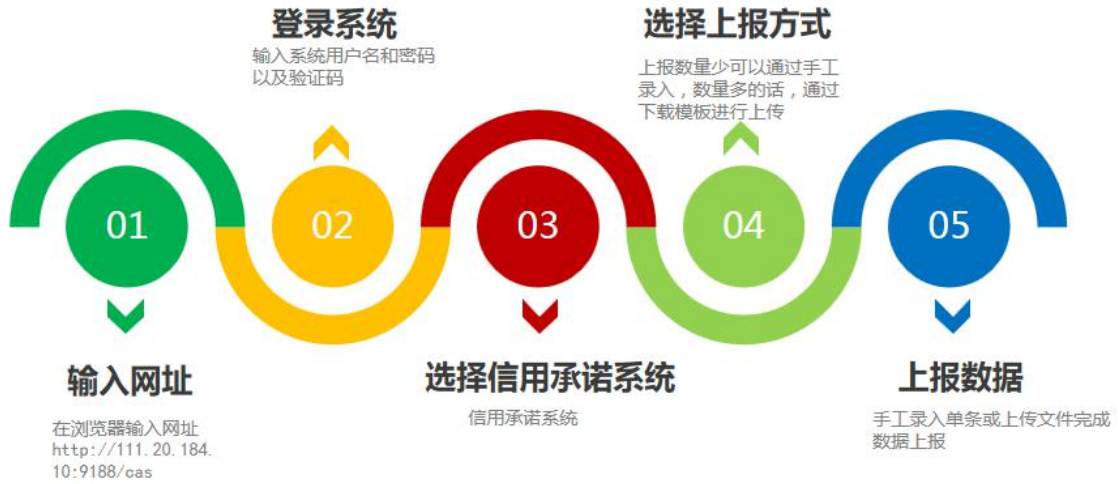 登录系统
输入系统用户名和密码
以及验证码
选择上报方式
上报数量少可以通过手工
录入，数量多的话，通过
下载模板进行上传
01
02
03
04
05
输入网址
在浏览器输入网址
http://111.20.184.
10:9188/cas
选择信用承诺系统
信用承诺系统
上报数据
手工录入单条或上传文件完成
数据上报